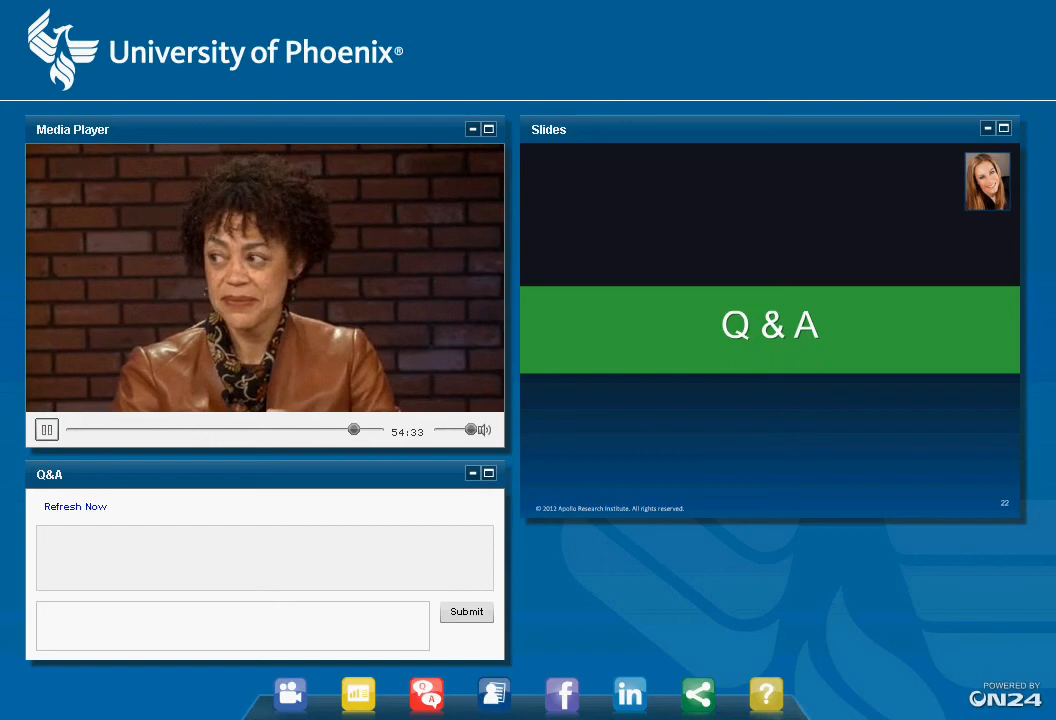 University of Phoenix®
Media Player
54:33
Q&A
Refresh Now
Submit
Slides
Q & A
© 2012 Apollo Research Institute. All rights reserved.
22
Q
A
f
in
?
POWERED BY
ON24